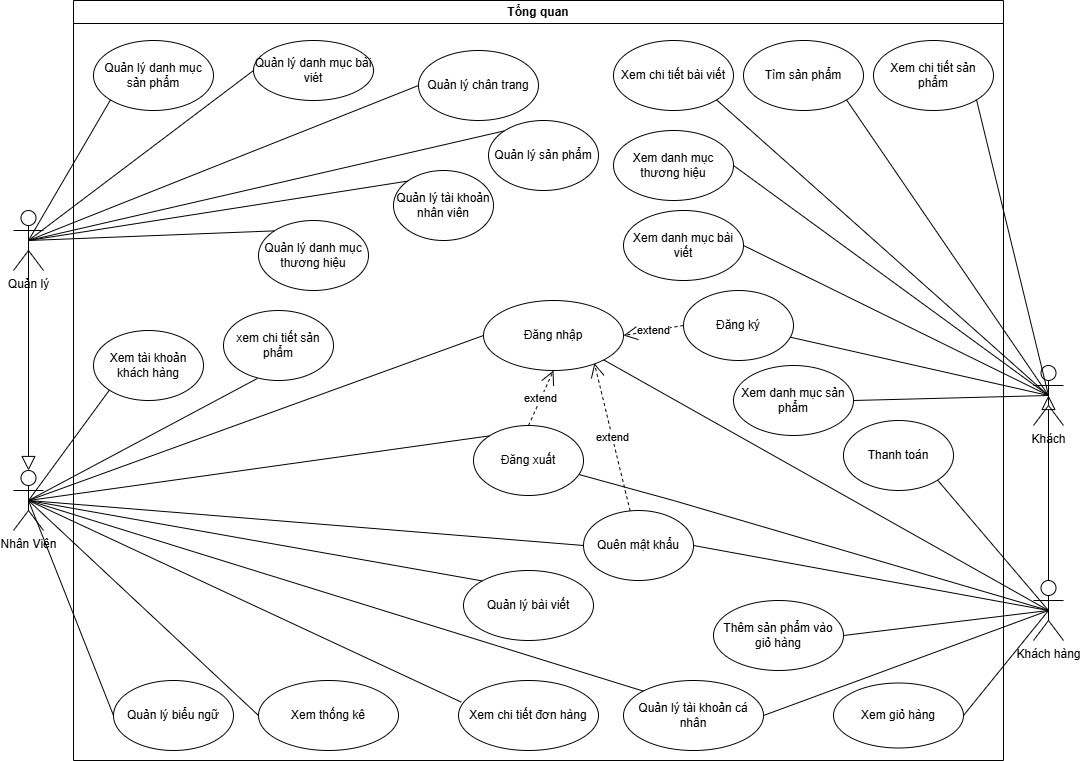 Tổng quan
Quản lý danh mục
sản phẩm
Quản lý danh mục bài
viét
Quản lý chân trang
Xem chi tiết bài viết
Tìm sản phẩm
Xem chi tiết sản
phẩm
Quản lý sản phẩm
Xem danh mục
thương hiệu
Quản lý tài khoản
nhân viên
Quản lý danh mục
thương hiệu
Xem danh mục bài
viết
Quản lý
Đăng nhập
extend
Đăng ký
Xem tài khoản
khách hàng
xem chi tiết sản
phẩm
Xem danh mục sản
phẩm
extend
extend
Khách
Thanh toán
Đăng xuất
Nhân Viên
Quên mật khẩu
Quản lý bài viết
Thêm sản phẩm vào
giỏ hàng
Khách hàng
Quản lý biểu ngữ
Xem thống kê
Xem chi tiết đơn hàng
Quản lý tài khoản cá
nhân
Xem giỏ hàng